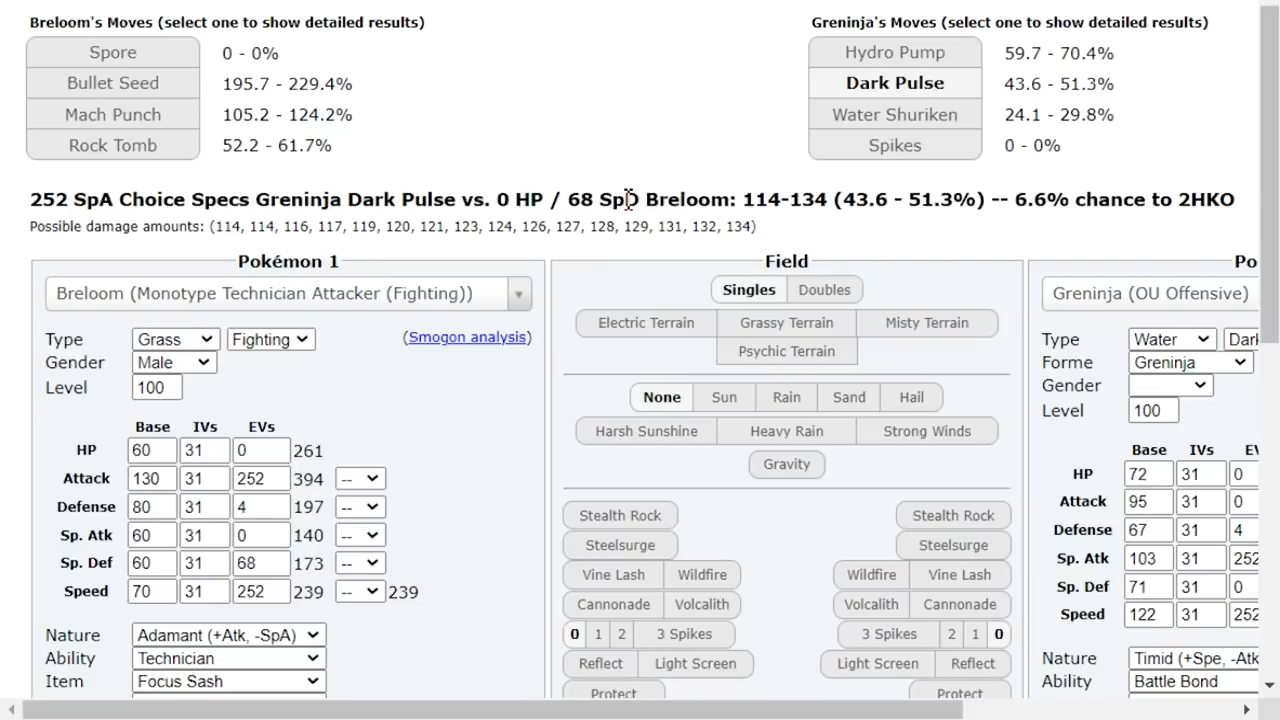 Breloom's Moves (select one to show detailed results)
Spore 0 - 0%
Bullet Seed 195.7 - 229.4%
Mach Punch 105.2 - 124.2%
Rock Tomb 52.2 - 61.7%
Greninja's Moves (select one to show detailed results)
Hydro Pump 59.7 - 70.4%
Dark Pulse 43.6 - 51.3%
Water Shuriken 24.1 - 29.8%
Spikes 0 - 0%
252 SpA Choice Specs Greninja Dark Pulse vs. 0 HP / 68 SpD Breloom: 114-134 (43.6 - 51.3%) -- 6.6% chance to 2HKO
Possible damage amounts: (114, 114, 116, 117, 119, 120, 121, 123, 124, 126, 127, 128, 129, 131, 132, 134)
Pokémon 1
Breloom (Monotype Technician Attacker (Fighting))
Type Grass Fighting (Smogon analysis)
Gender Male
Level 100
Base IVs EVs
HP 60 31 0 261
Attack 130 31 252 394 --
Defense 80 31 4 197 --
Sp. Atk 60 31 0 140 --
Sp. Def 60 31 68 173 --
Speed 70 31 252 239 -- 239
Nature Adamant (+Atk, -SpA)
Ability Technician
Item Focus Sash
Field
Singles Doubles
Electric Terrain Grassy Terrain Misty Terrain
Psychic Terrain
None Sun Rain Sand Hail
Harsh Sunshine Heavy Rain Strong Winds
Gravity
Stealth Rock Stealth Rock
Steelsurge Steelsurge
Vine Lash Wildfire Wildfire Vine Lash
Cannonade Volcalith Volcalith Cannonade
0 1 2 3 Spikes 3 Spikes 2 1 0
Reflect Light Screen Light Screen Reflect
Protect Protect
Po
Greninja (OU Offensive)
Type Water Dark
Forme Greninja
Gender
Level 100
Base IVs EV
HP 72 31 0
Attack 95 31 0
Defense 67 31 4
Sp. Atk 103 31 252
Sp. Def 71 31 0
Speed 122 31 252
Nature Timid (+Spe, -Atk
Ability Battle Bond